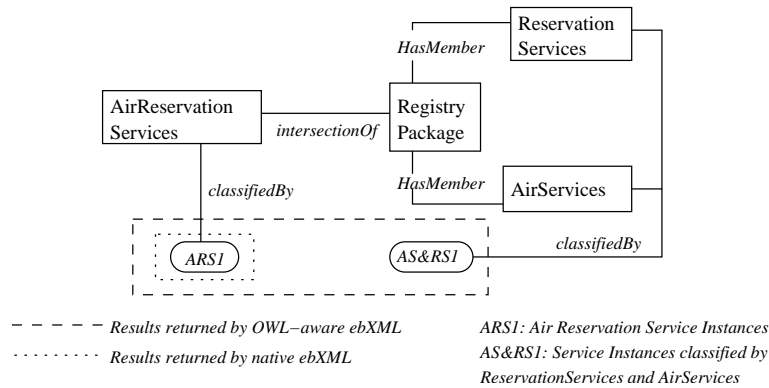 Reservation
Services
HasMember
AirReservation
Services
intersectionOf
Registry
Package
HasMember
AirServices
classifiedBy
classifiedBy
ARS1
AS&RS1
Results returned by OWL−aware ebXML
Results returned by native ebXML
ARS1: Air Reservation Service Instances
AS&RS1: Service Instances classified by
ReservationServices and AirServices